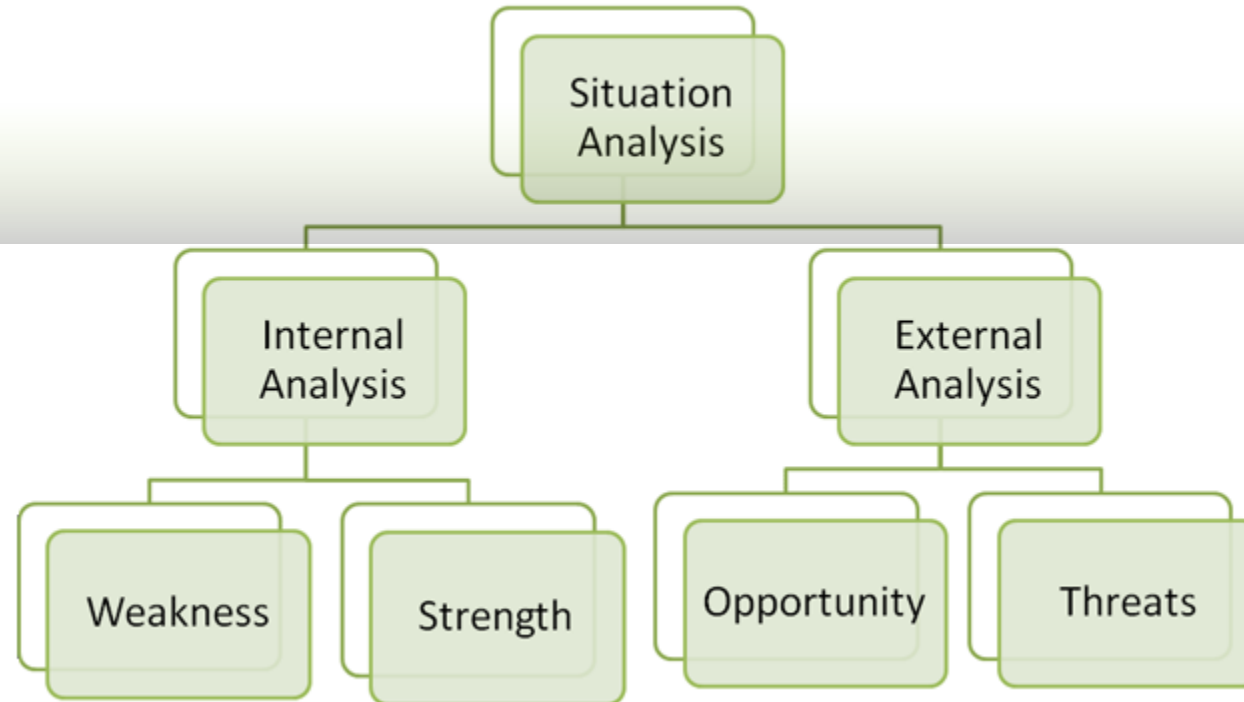 Situation
Analysis
Internal
Analysis
External
Analysis
Weakness
Strength
Opportunity
Threats